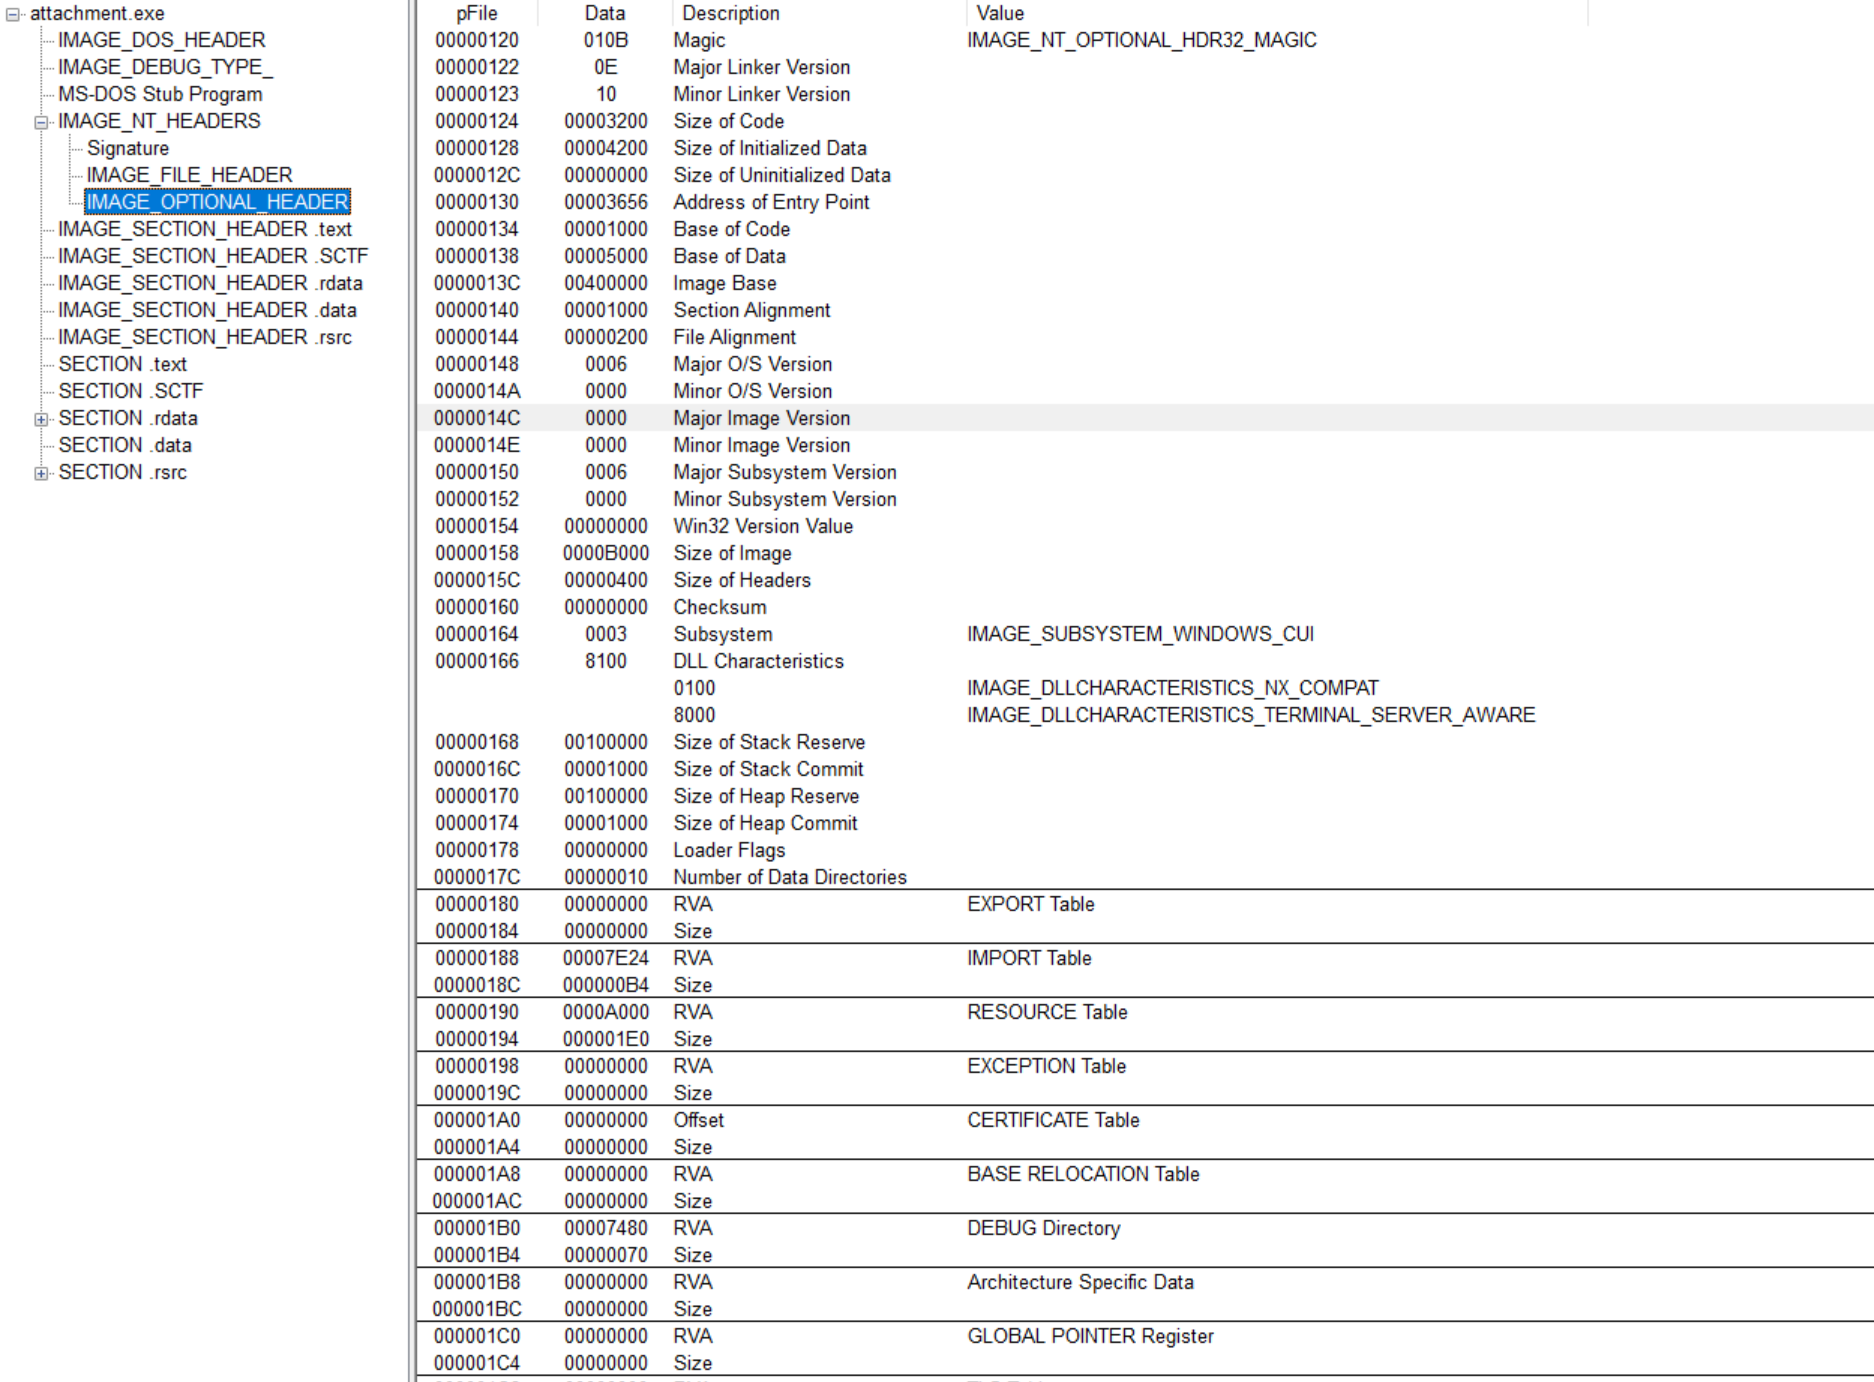 attachment.exe
IMAGE_DOS_HEADER
IMAGE_DEBUG_TYPE_
MS-DOS Stub Program
IMAGE_NT_HEADERS
Signature
IMAGE_FILE_HEADER
IMAGE_OPTIONAL_HEADER
IMAGE_SECTION_HEADER .text
IMAGE_SECTION_HEADER .SCTF
IMAGE_SECTION_HEADER .rdata
IMAGE_SECTION_HEADER .data
IMAGE_SECTION_HEADER .rsrc
SECTION .text
SECTION .SCTF
SECTION .rdata
SECTION .data
SECTION .rsrc
pFile Data Description Value
00000120 010B Magic IMAGE_NT_OPTIONAL_HDR32_MAGIC
00000122 0E Major Linker Version
00000123 10 Minor Linker Version
00000124 00003200 Size of Code
00000128 00004200 Size of Initialized Data
0000012C 00000000 Size of Uninitialized Data
00000130 00003656 Address of Entry Point
00000134 00001000 Base of Code
00000138 00005000 Base of Data
0000013C 00400000 Image Base
00000140 00001000 Section Alignment
00000144 00000200 File Alignment
00000148 0006 Major O/S Version
0000014A 0000 Minor O/S Version
0000014C 0000 Major Image Version
0000014E 0000 Minor Image Version
00000150 0006 Major Subsystem Version
00000152 0000 Minor Subsystem Version
00000154 00000000 Win32 Version Value
00000158 0000B000 Size of Image
0000015C 00000400 Size of Headers
00000160 00000000 Checksum
00000164 0003 Subsystem IMAGE_SUBSYSTEM_WINDOWS_CUI
00000166 8100 DLL Characteristics
0100 IMAGE_DLLCHARACTERISTICS_NX_COMPAT
8000 IMAGE_DLLCHARACTERISTICS_TERMINAL_SERVER_AWARE
00000168 00100000 Size of Stack Reserve
0000016C 00001000 Size of Stack Commit
00000170 00100000 Size of Heap Reserve
00000174 00001000 Size of Heap Commit
00000178 00000000 Loader Flags
0000017C 00000010 Number of Data Directories
00000180 00000000 RVA EXPORT Table
00000184 00000000 Size
00000188 00007E24 RVA IMPORT Table
0000018C 000000B4 Size
00000190 0000A000 RVA RESOURCE Table
00000194 000001E0 Size
00000198 00000000 RVA EXCEPTION Table
0000019C 00000000 Size
000001A0 00000000 Offset CERTIFICATE Table
000001A4 00000000 Size
000001A8 00000000 RVA BASE RELOCATION Table
000001AC 00000000 Size
000001B0 00007480 RVA DEBUG Directory
000001B4 00000070 Size
000001B8 00000000 RVA Architecture Specific Data
000001BC 00000000 Size
000001C0 00000000 RVA GLOBAL POINTER Register
000001C4 00000000 Size